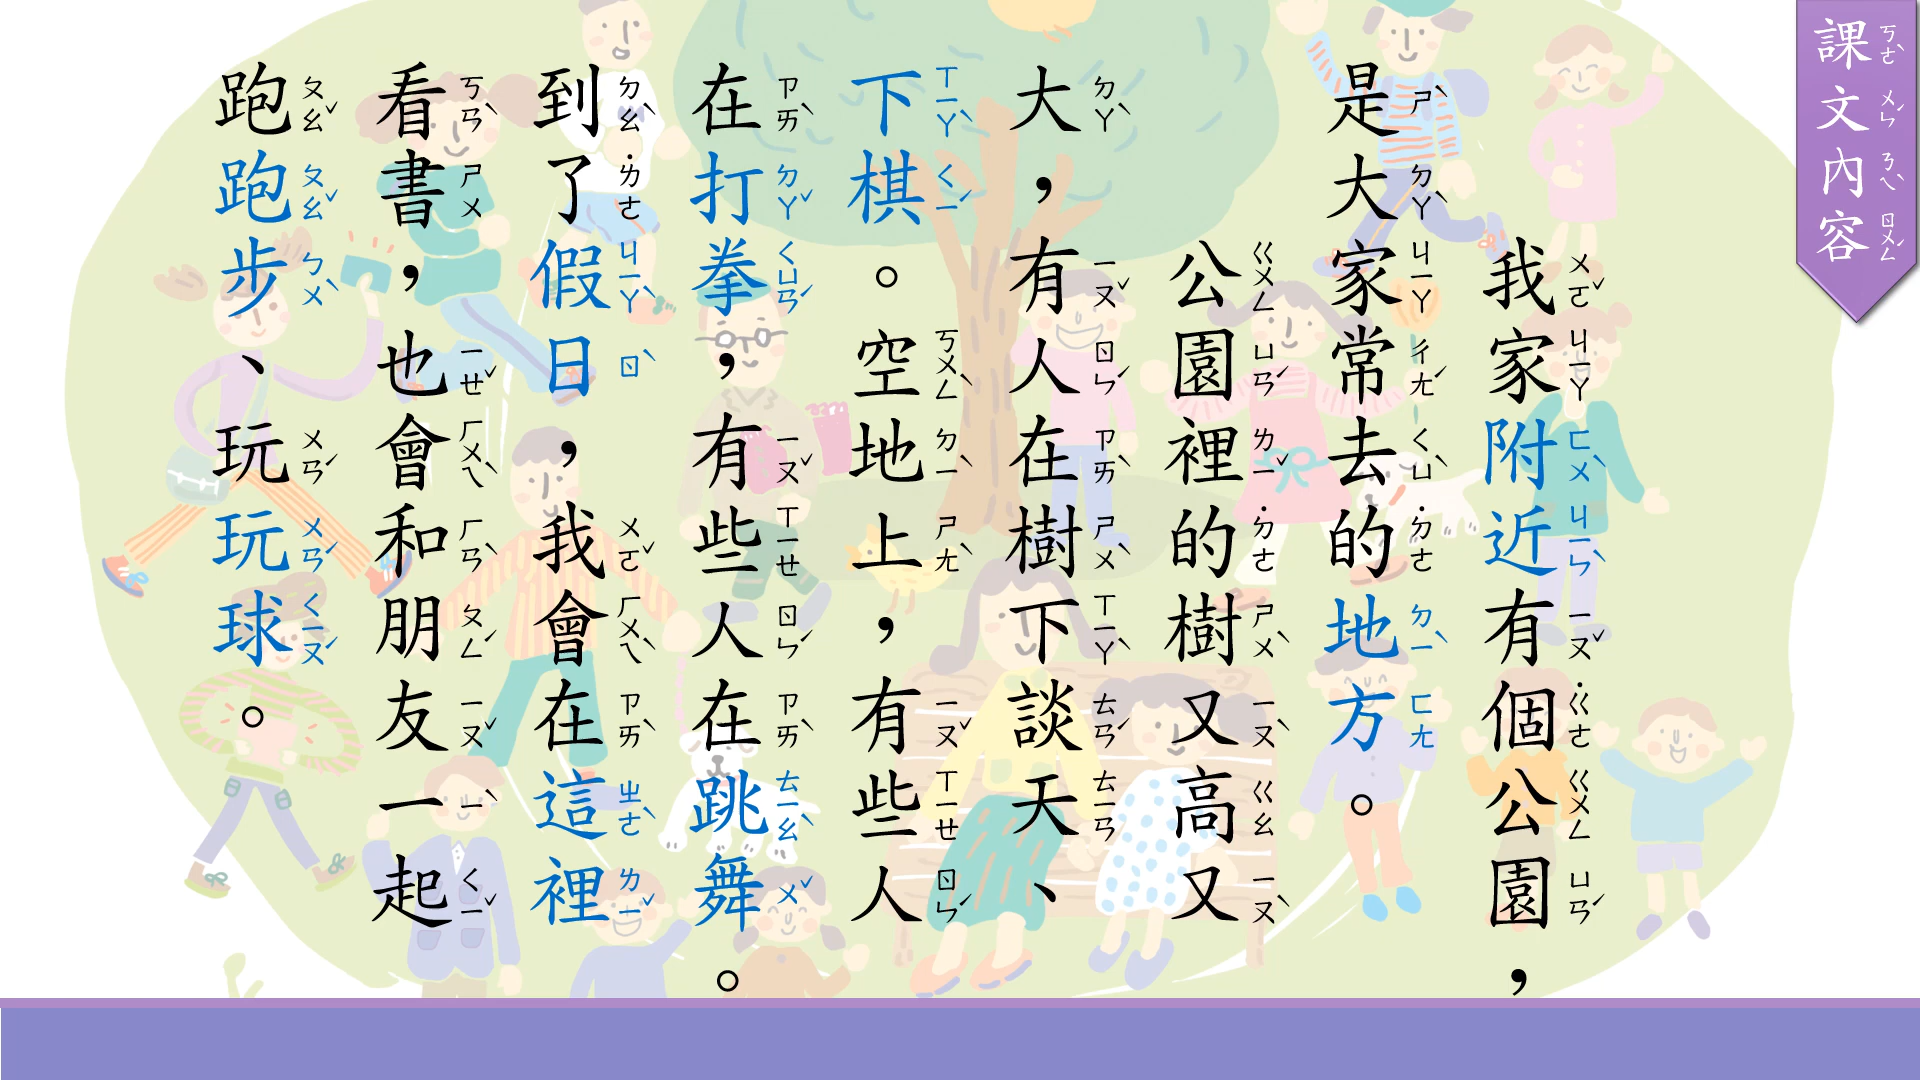 課文內容
我家附近有個公園，
是大家常去的地方。
公園裡的樹又高又
大，有人在樹下談天、
下棋。空地上，有些人
在打拳，有些人在跳舞。
到了假日，我會在這裡
看書，也會和朋友一起
跑跑步、玩玩球。